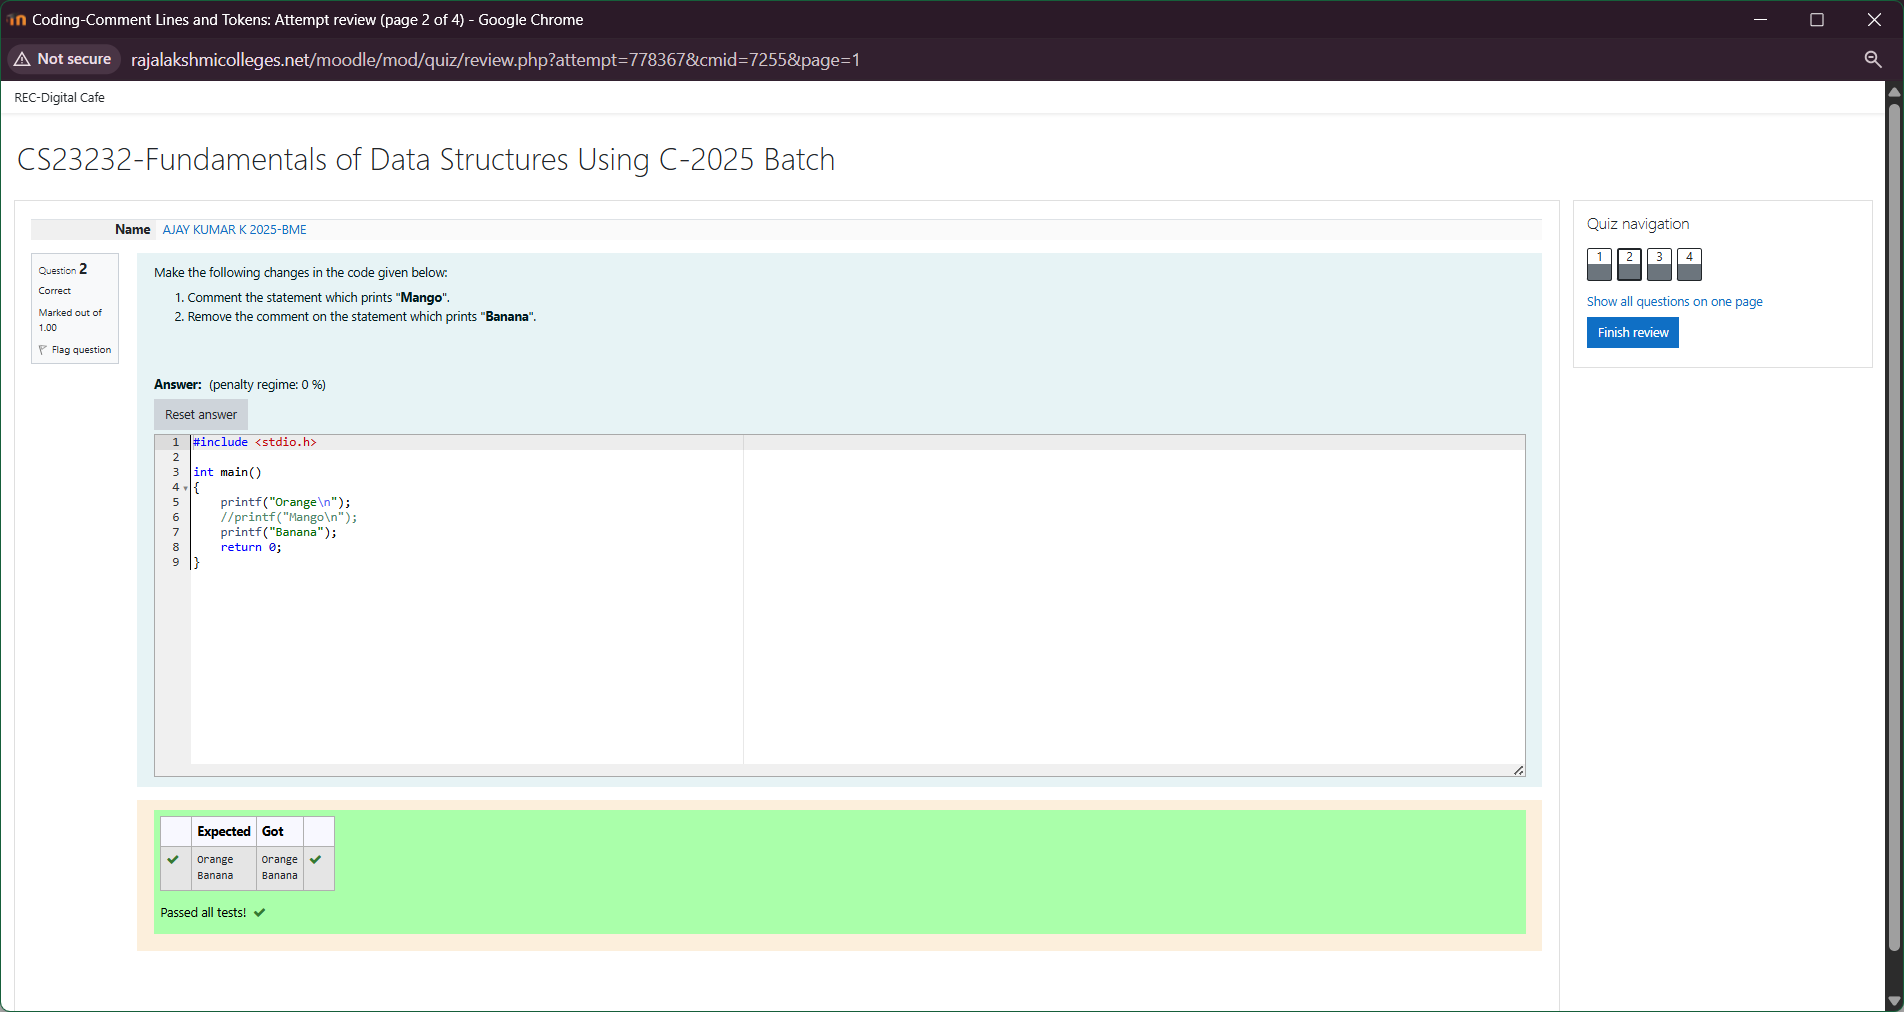 Coding-Comment Lines and Tokens: Attempt review (page 2 of 4) - Google Chrome
Not secure rajalakshmicolleges.net/moodle/mod/quiz/review.php?attempt=778367&cmid=7255&page=1
REC-Digital Cafe
CS23232-Fundamentals of Data Structures Using C-2025 Batch
Name AJAY KUMAR K 2025-BME
Question 2
Correct
Marked out of
1.00
Flag question
Make the following changes in the code given below:
1. Comment the statement which prints "Mango".
2. Remove the comment on the statement which prints "Banana".
Answer: (penalty regime: 0 %)
Reset answer
1 #include <stdio.h>
2
3 int main()
4 {
5 printf("Orange\n");
6 //printf("Mango\n");
7 printf("Banana");
8 return 0;
9 }
Expected Got
Orange Orange
Banana Banana
Passed all tests!
Quiz navigation
1 2 3 4
Show all questions on one page
Finish review